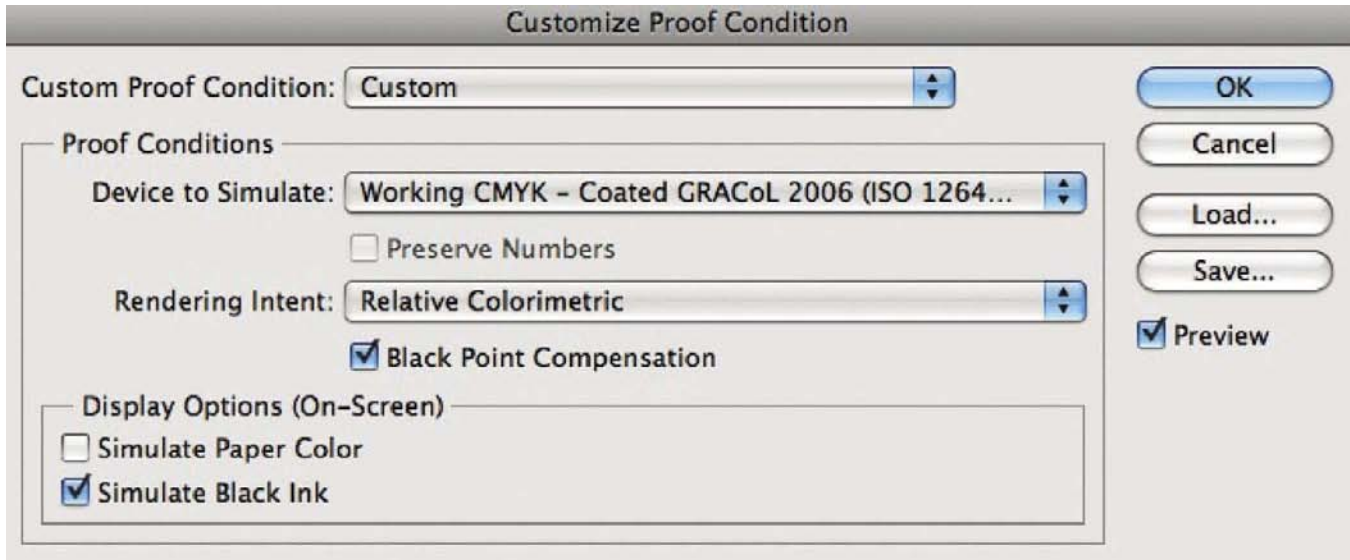 Customize Proof Condition
Custom Proof Condition: Custom
OK
Proof Conditions
Cancel
Device to Simulate: Working CMYK – Coated GRACoL 2006 (ISO 1264...
Load...
Preserve Numbers
Save...
Rendering Intent: Relative Colorimetric
Preview
Black Point Compensation
Display Options (On-Screen)
Simulate Paper Color
Simulate Black Ink